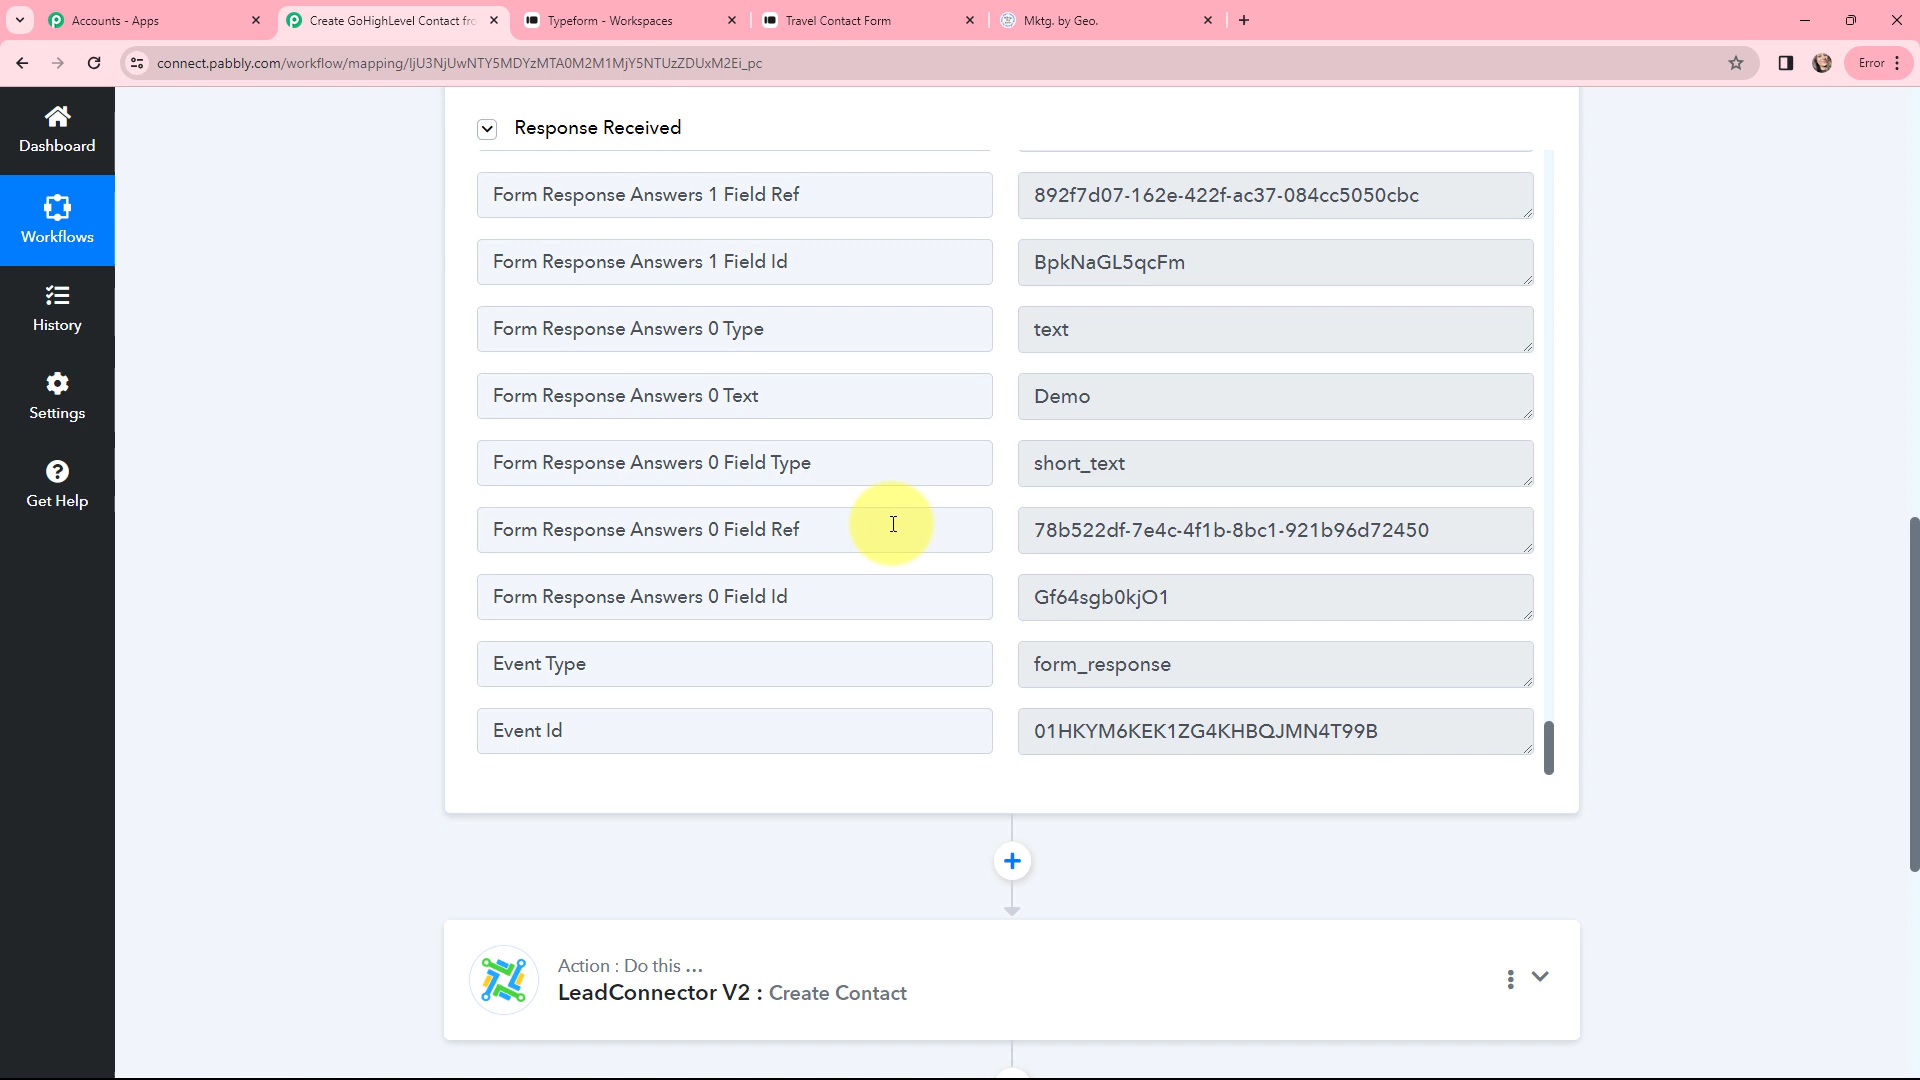 Accounts - Apps
Create GoHighLevel Contact fro
Typeform - Workspaces
Travel Contact Form
Mktg. by Geo.
connect.pabbly.com/workflow/mapping/IjU3NjUwNTY5MDYzMTA0M2M1MjY5NTUzZDUxM2Ei_pc
Error
Dashboard
Workflows
History
Settings
Get Help
Response Received
Form Response Answers 1 Field Ref
892f7d07-162e-422f-ac37-084cc5050cbc
Form Response Answers 1 Field Id
BpkNaGL5qcFm
Form Response Answers 0 Type
text
Form Response Answers 0 Text
Demo
Form Response Answers 0 Field Type
short_text
Form Response Answers 0 Field Ref
78b522df-7e4c-4f1b-8bc1-921b96d72450
Form Response Answers 0 Field Id
Gf64sgb0kjO1
Event Type
form_response
Event Id
01HKYM6KEK1ZG4KHBQJMN4T99B
Action : Do this ...
LeadConnector V2 : Create Contact